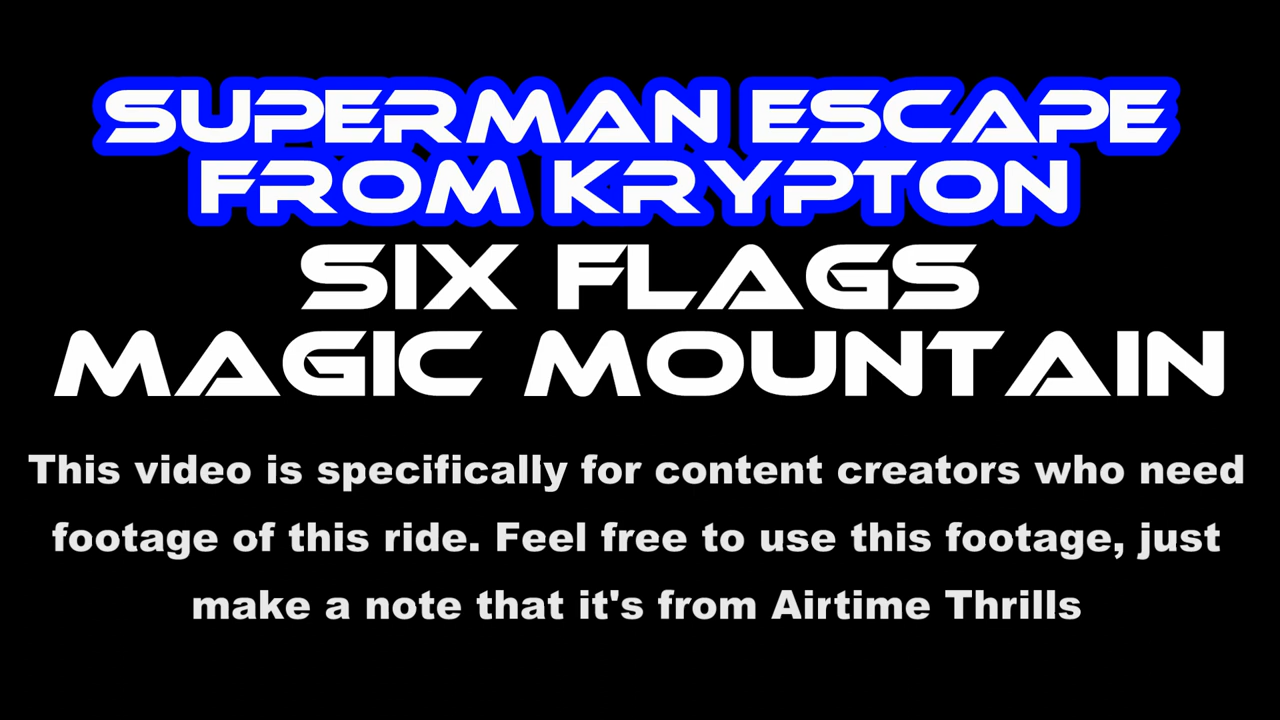 SUPERMAN ESCAPE
FROM KRYPTON
SIX FLAGS
MAGIC MOUNTAIN
This video is specifically for content creators who need
footage of this ride. Feel free to use this footage, just
make a note that it's from Airtime Thrills